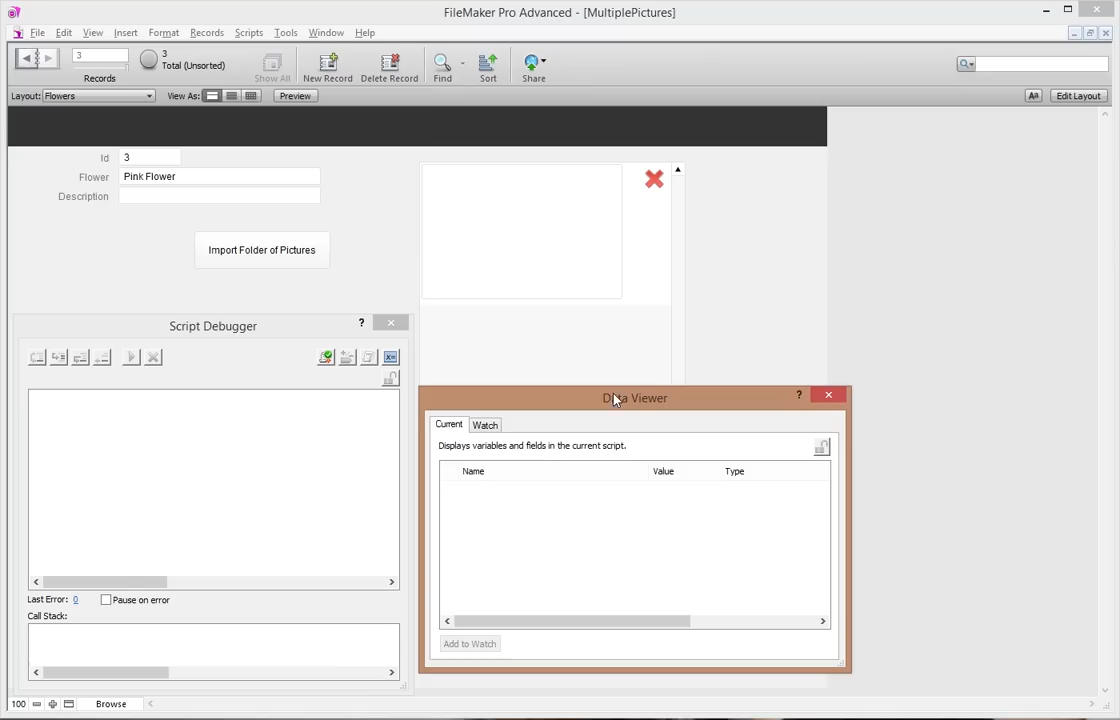 FileMaker Pro Advanced - [MultiplePictures]
File Edit View Insert Format Records Scripts Tools Window Help
3
3
Total (Unsorted)
Records
Show All
New Record
Delete Record
Find
Sort
Share
Layout: Flowers
View As:
Preview
Aa
Edit Layout
Id 3
Flower Pink Flower
Description
Import Folder of Pictures
Script Debugger
?
Last Error: 0
Pause on error
Call Stack:
Data Viewer
?
Current
Watch
Displays variables and fields in the current script.
Name Value Type
Add to Watch
100
Browse